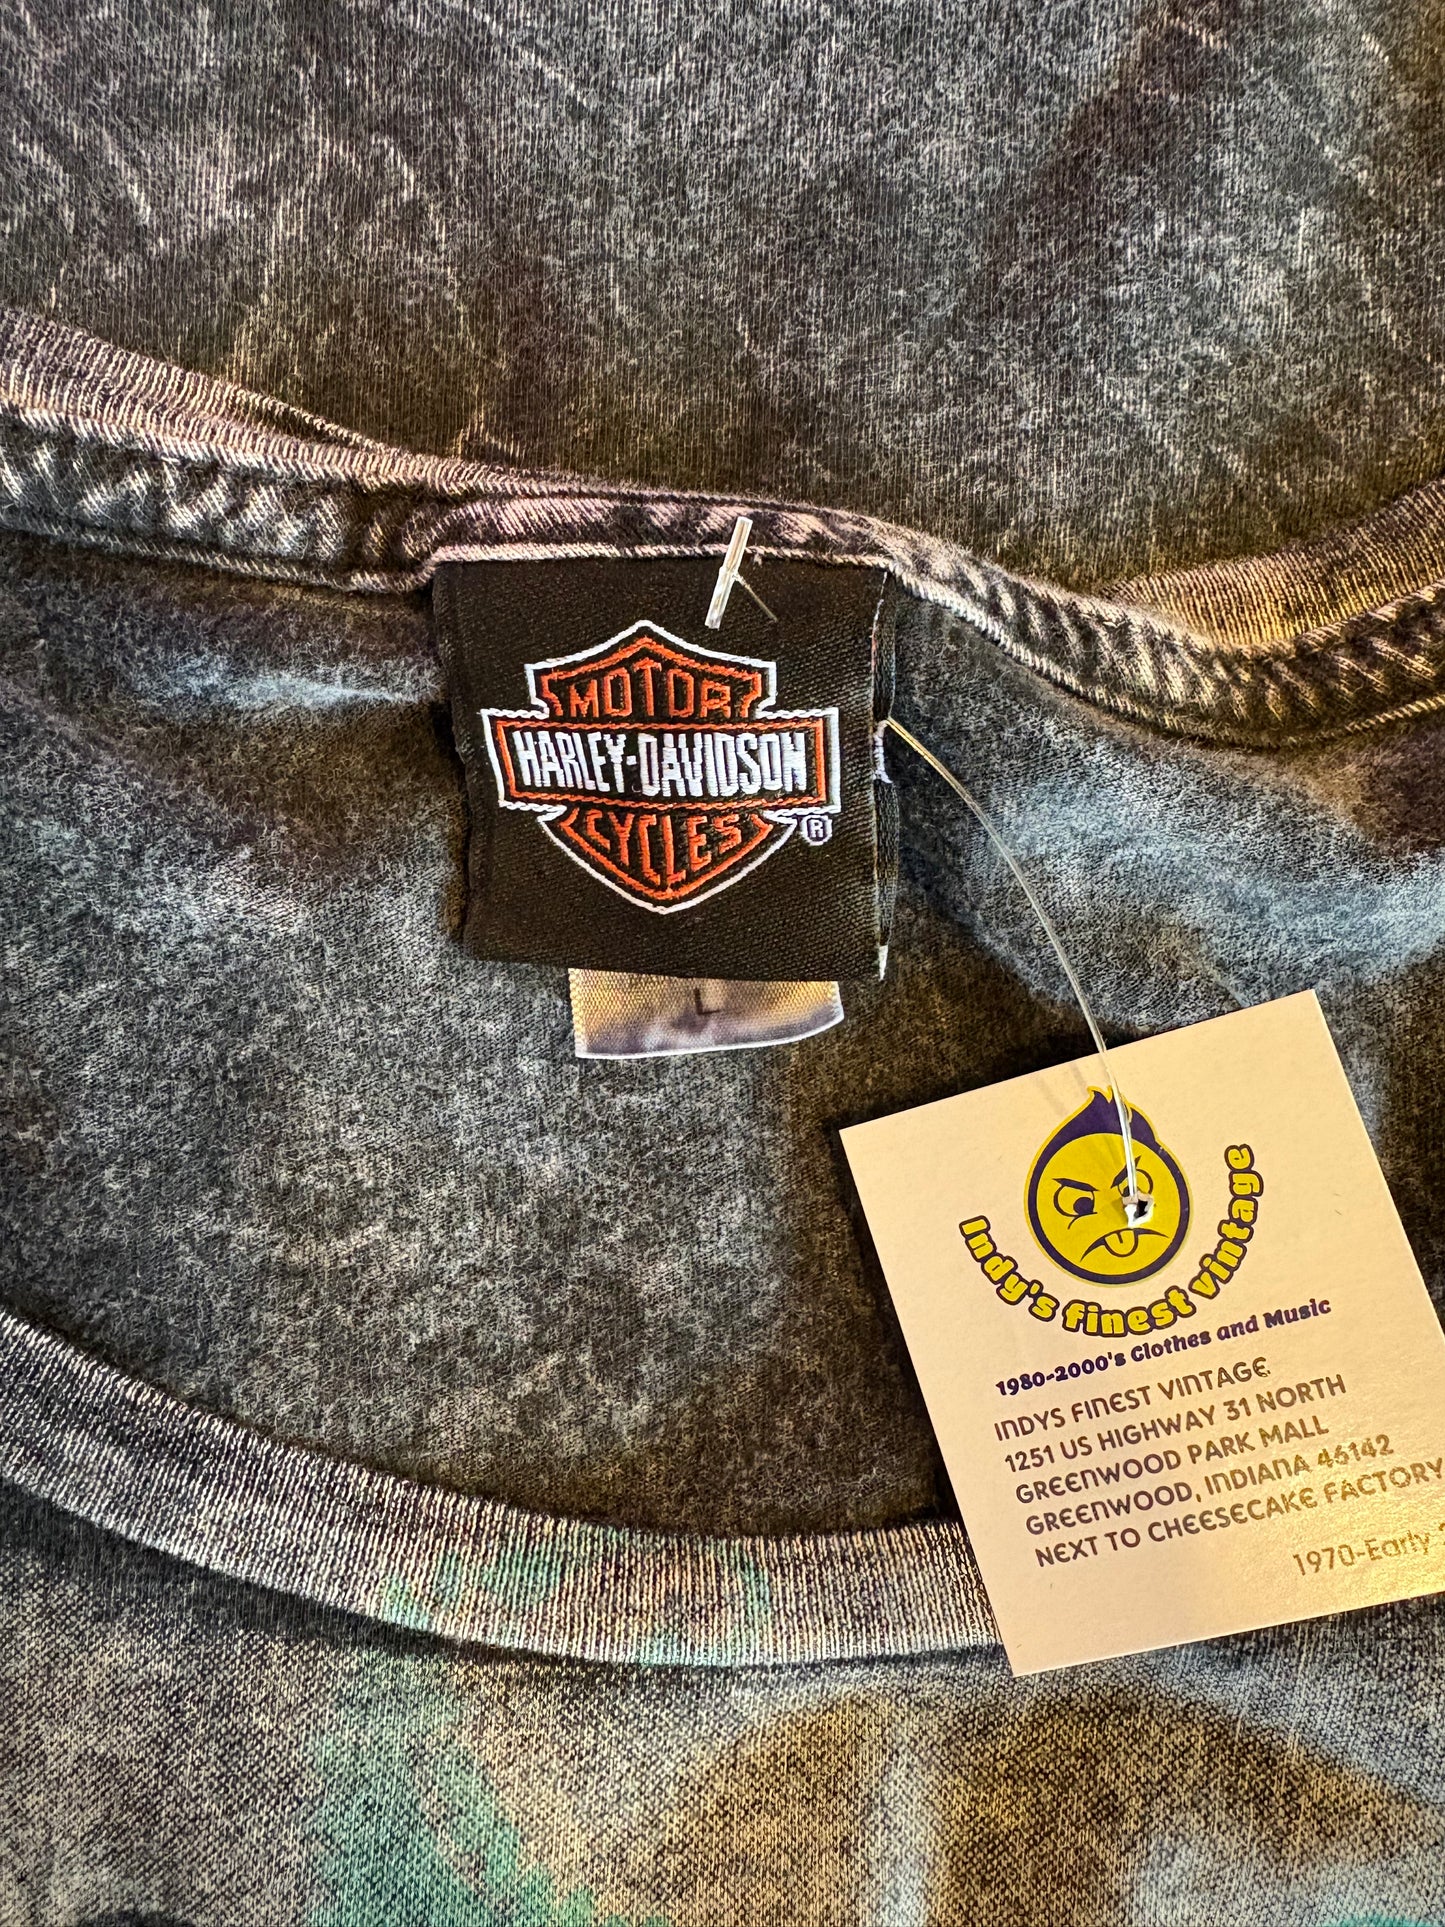 MOTOR
HARLEY-DAVIDSON
CYCLES
®
L
Indy's finest vintage
1980-2000's Clothes and Music
INDYS FINEST VINTAGE
1251 US HIGHWAY 31 NORTH
GREENWOOD PARK MALL
GREENWOOD, INDIANA 46142
NEXT TO CHEESECAKE FACTORY
1970-Early